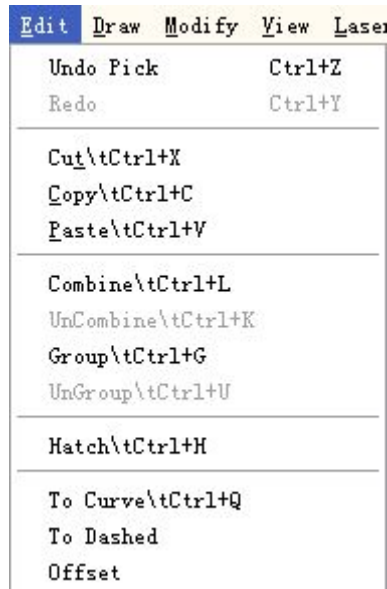 Edit Draw Modify View Laser
Undo Pick Ctrl+Z
Redo Ctrl+Y
Cut\tCtrl+X
Copy\tCtrl+C
Paste\tCtrl+V
Combine\tCtrl+L
UnCombine\tCtrl+K
Group\tCtrl+G
UnGroup\tCtrl+U
Hatch\tCtrl+H
To Curve\tCtrl+Q
To Dashed
Offset